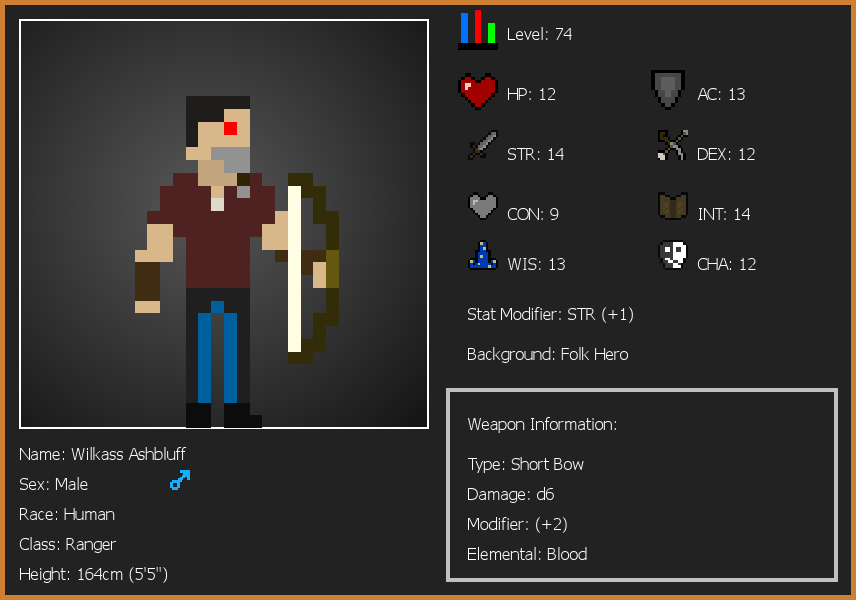 Level: 74
HP: 12
AC: 13
STR: 14
DEX: 12
CON: 9
INT: 14
WIS: 13
CHA: 12
Stat Modifier: STR (+1)
Background: Folk Hero
Weapon Information:
Type: Short Bow
Damage: d6
Modifier: (+2)
Elemental: Blood
Name: Wilkass Ashbluff
Sex: Male
Race: Human
Class: Ranger
Height: 164cm (5'5")